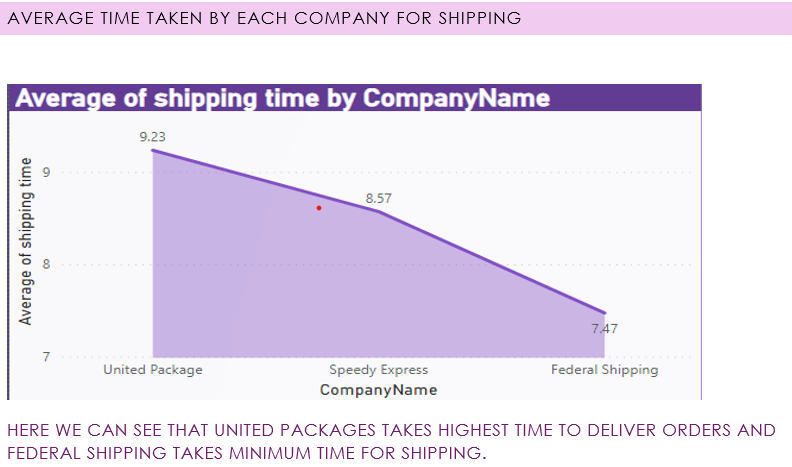 AVERAGE TIME TAKEN BY EACH COMPANY FOR SHIPPING
Average of shipping time by CompanyName
9.23
9
8.57
8
7.47
7
Average of shipping time
United Package
Speedy Express
Federal Shipping
CompanyName
HERE WE CAN SEE THAT UNITED PACKAGES TAKES HIGHEST TIME TO DELIVER ORDERS AND
FEDERAL SHIPPING TAKES MINIMUM TIME FOR SHIPPING.